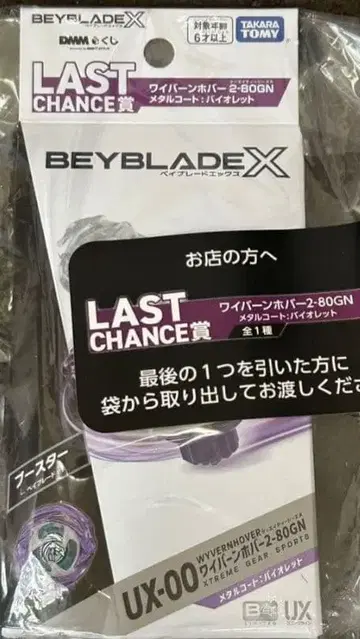 BEYBLADE X
DMM くじ
対象年齢
6才以上
TAKARA
TOMY
LAST
CHANCE賞
ワイバーンホバー2-80GN
メタルコート:バイオレット
BEYBLADE X
ベイブレードエックス
お店の方へ
LAST
CHANCE賞
ワイバーンホバー2-80GN
メタルコート:バイオレット
全1種
最後の1つを引いた方に
袋から取り出してお渡しくださ
ブースター
UX-00
WYVERNHOVER
ワイバーンホバー2-80GN
XTREME GEAR SPORTS
メタルコート:バイオレット
UX